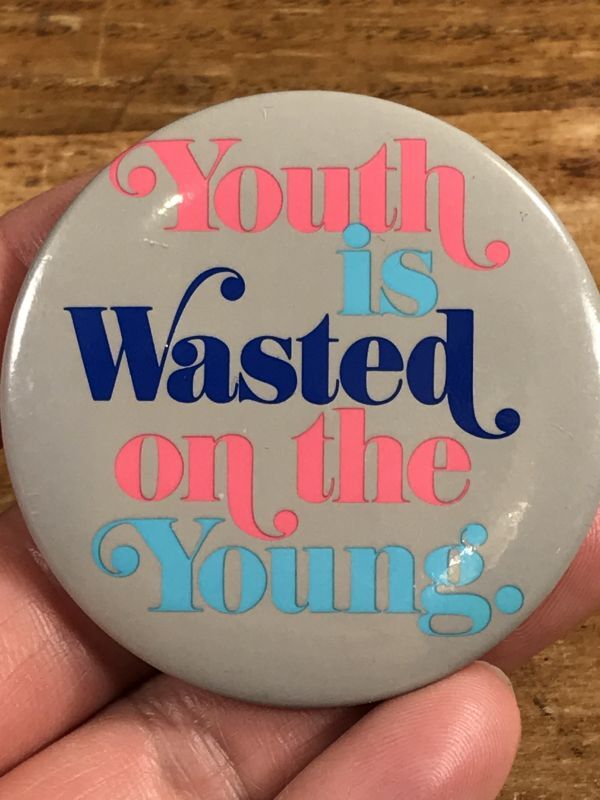 Youth
is
Wasted
on the
Young.